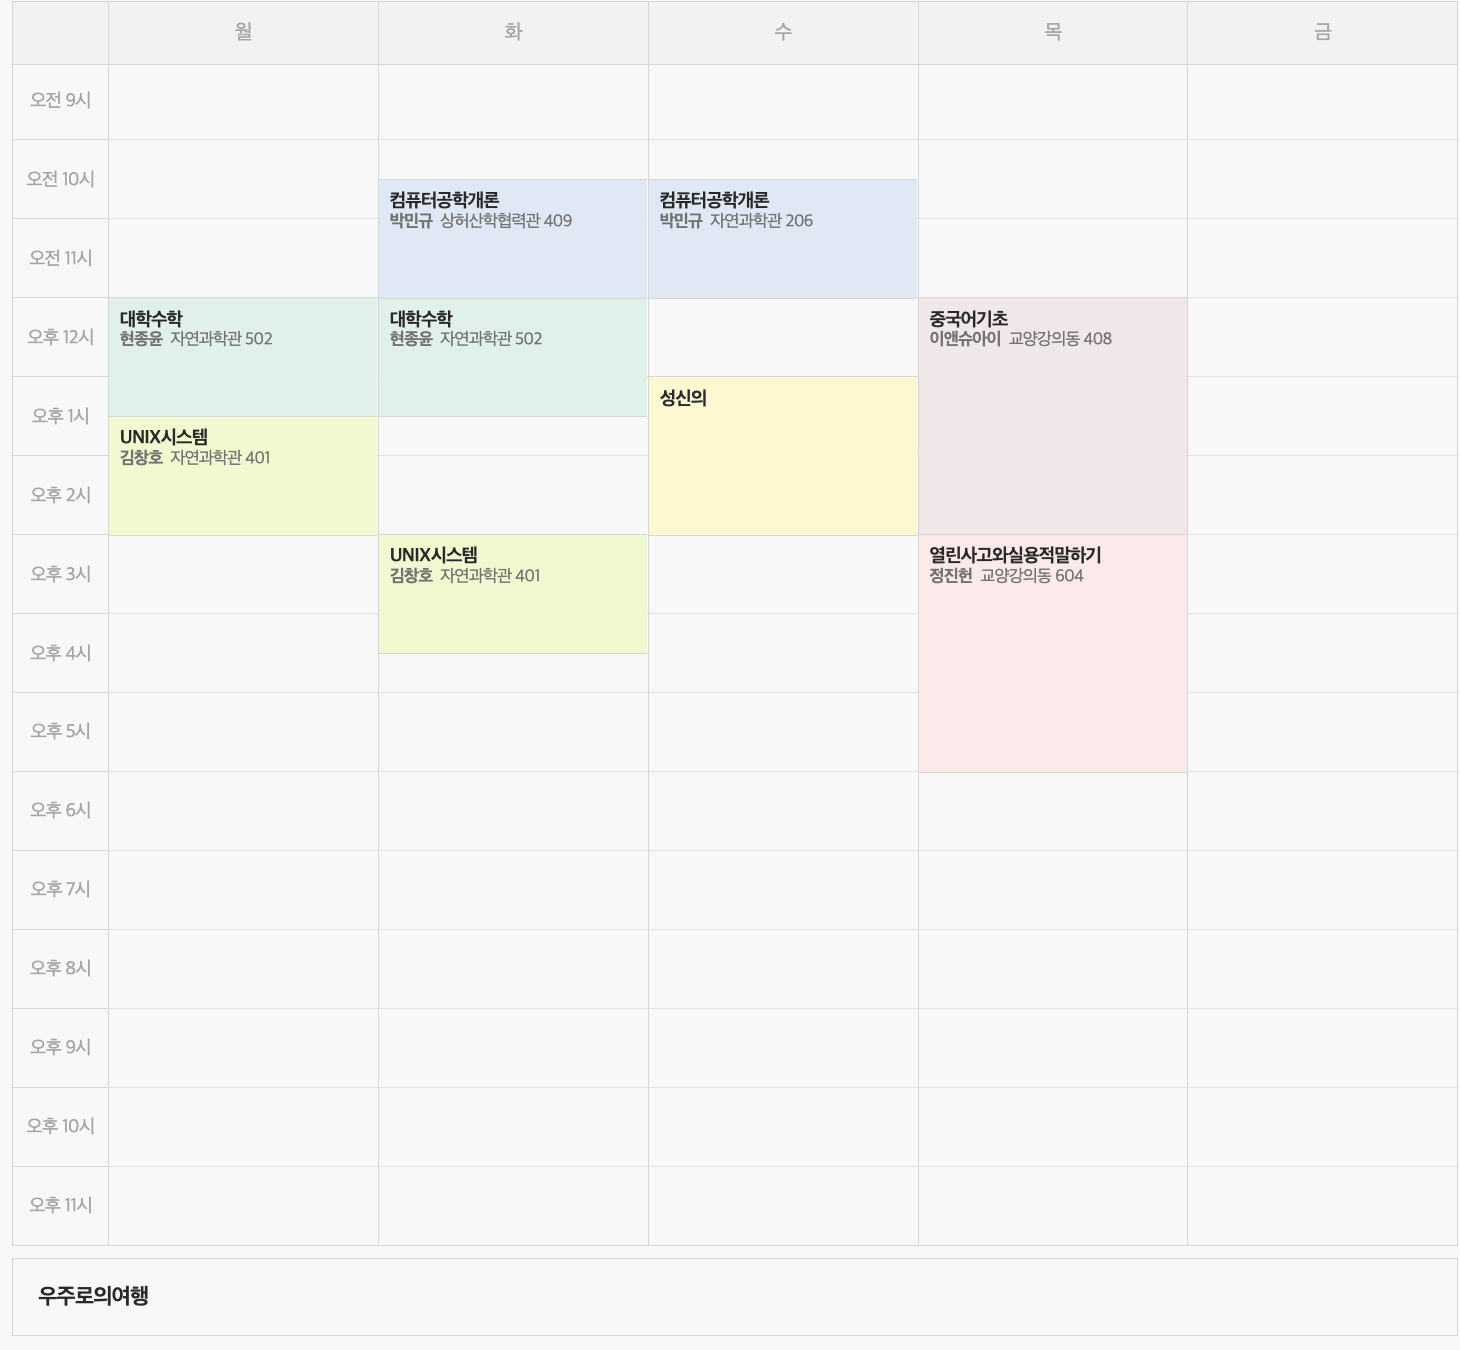 월 화 수 목 금
오전 9시
오전 10시
컴퓨터공학개론 컴퓨터공학개론
박민규 상허산학협력관 409 박민규 자연과학관 206
오전 11시
대학수학 대학수학 중국어기초
오후 12시 현종윤 자연과학관 502 현종윤 자연과학관 502 이앤슈아이 교양강의동 408
성신의
오후 1시
UNIX시스템
김창호 자연과학관 401
오후 2시
UNIX시스템 열린사고와실용적말하기
오후 3시 김창호 자연과학관 401 정진헌 교양강의동 604
오후 4시
오후 5시
오후 6시
오후 7시
오후 8시
오후 9시
오후 10시
오후 11시
우주로의여행